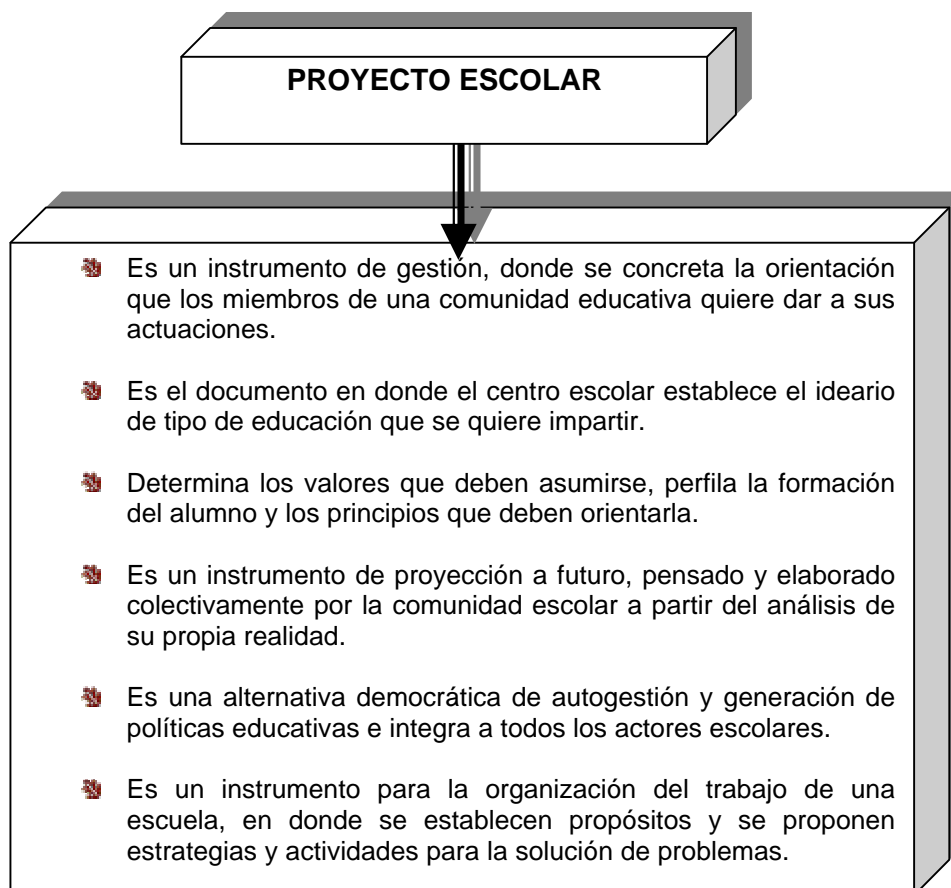 PROYECTO ESCOLAR
Es un instrumento de gestión, donde se concreta la orientación
que los miembros de una comunidad educativa quiere dar a sus
actuaciones.
Es el documento en donde el centro escolar establece el ideario
de tipo de educación que se quiere impartir.
Determina los valores que deben asumirse, perfila la formación
del alumno y los principios que deben orientarla.
Es un instrumento de proyección a futuro, pensado y elaborado
colectivamente por la comunidad escolar a partir del análisis de
su propia realidad.
Es una alternativa democrática de autogestión y generación de
políticas educativas e integra a todos los actores escolares.
Es un instrumento para la organización del trabajo de una
escuela, en donde se establecen propósitos y se proponen
estrategias y actividades para la solución de problemas.